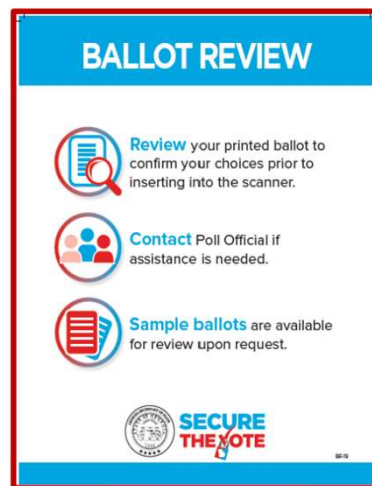 BALLOT REVIEW
Review your printed ballot to
confirm your choices prior to
inserting into the scanner.
Contact Poll Official if
assistance is needed.
Sample ballots are available
for review upon request.
SECURE
THE VOTE